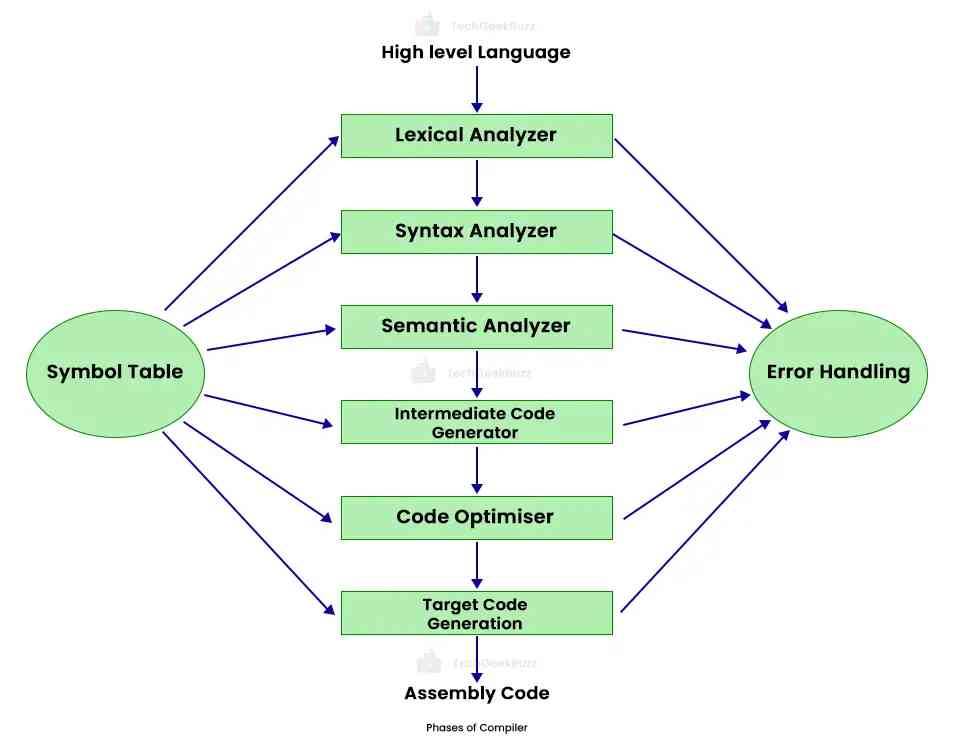 TechGeekBuzz
High level Language
Lexical Analyzer
Syntax Analyzer
Semantic Analyzer
Symbol Table
Error Handling
TechGeekBuzz
Intermediate Code
Generator
Code Optimiser
Target Code
Generation
TechGeekBuzz
Assembly Code
Phases of Compiler